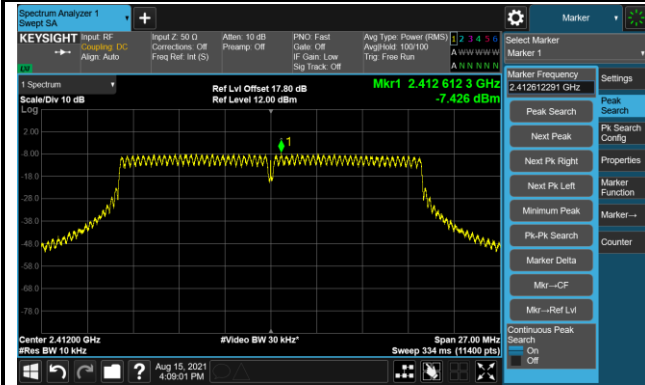 Spectrum Analyzer 1
Swept SA
Marker
KEYSIGHT
Input: RF
Coupling: DC
Align: Auto
Input Z: 50 Ω
Corrections: Off
Freq Ref: Int (S)
Atten: 10 dB
Preamp: Off
PNO: Fast
Gate: Off
IF Gain: Low
Sig Track: Off
Avg Type: Power (RMS)
Avg|Hold: 100/100
Trig: Free Run
1 2 3 4 5 6
A W W W W W
A N N N N N
LV
Select Marker
Marker 1
1 Spectrum
Scale/Div 10 dB
Log
Ref Lvl Offset 17.80 dB
Ref Level 12.00 dBm
Mkr1 2.412 612 3 GHz
-7.426 dBm
1
2.00
-8.00
-18.0
-28.0
-38.0
-48.0
-58.0
-68.0
-78.0
Center 2.41200 GHz
#Res BW 10 kHz
#Video BW 30 kHz*
Span 27.00 MHz
Sweep 334 ms (11400 pts)
Marker Frequency
2.412612291 GHz
Peak Search
Next Peak
Next Pk Right
Next Pk Left
Minimum Peak
Pk-Pk Search
Marker Delta
Mkr→CF
Mkr→Ref Lvl
Continuous Peak
Search
On
Off
Settings
Peak
Search
Pk Search
Config
Properties
Marker
Function
Marker→
Counter
?
Aug 15, 2021
4:09:01 PM